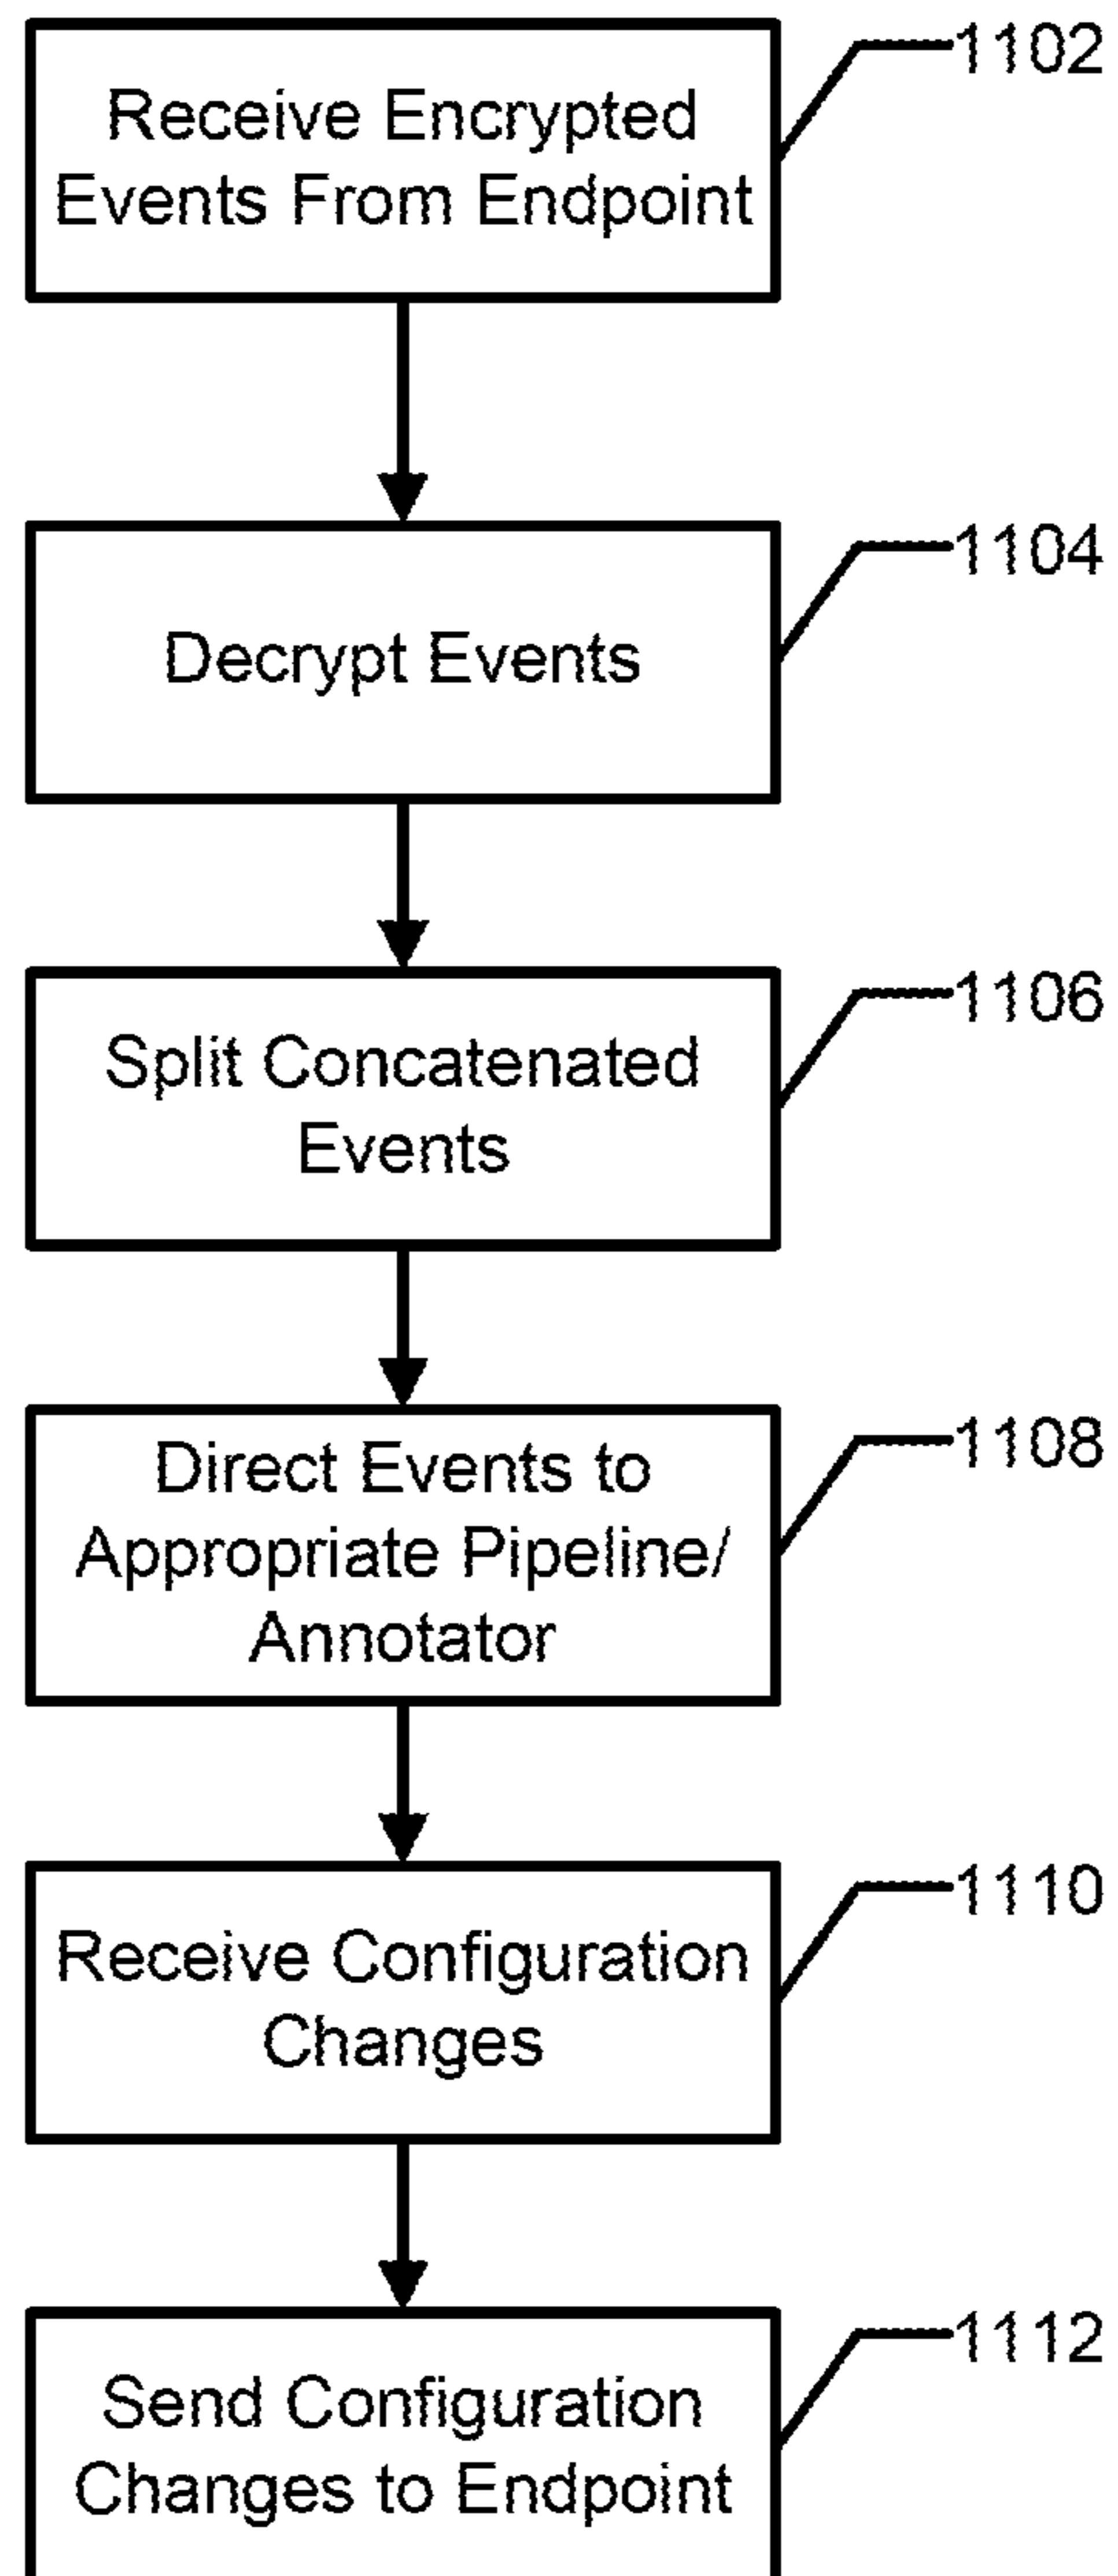 1102
Receive Encrypted
Events From Endpoint
1104
Decrypt Events
1106
Split Concatenated
Events
1108
Direct Events to
Appropriate Pipeline/
Annotator
1110
Receive Configuration
Changes
1112
Send Configuration
Changes to Endpoint